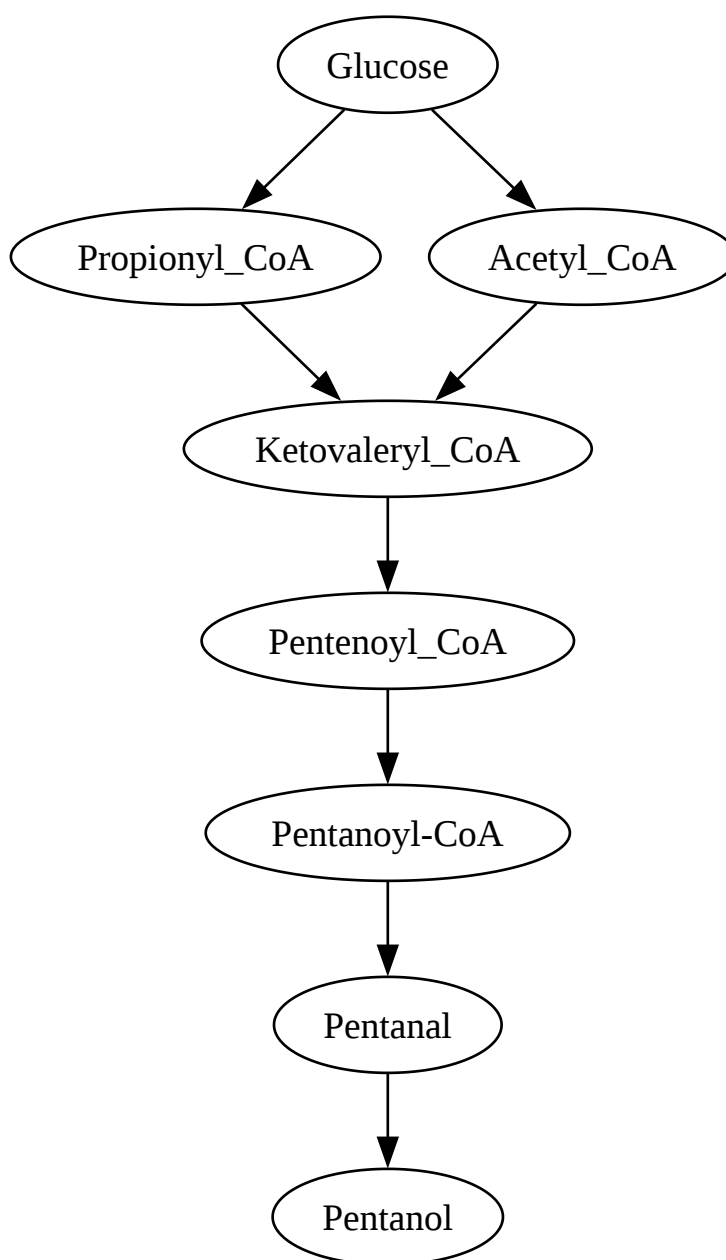 Glucose
Propionyl_CoA
Acetyl_CoA
Ketovaleryl_CoA
Pentenoyl_CoA
Pentanoyl-CoA
Pentanal
Pentanol